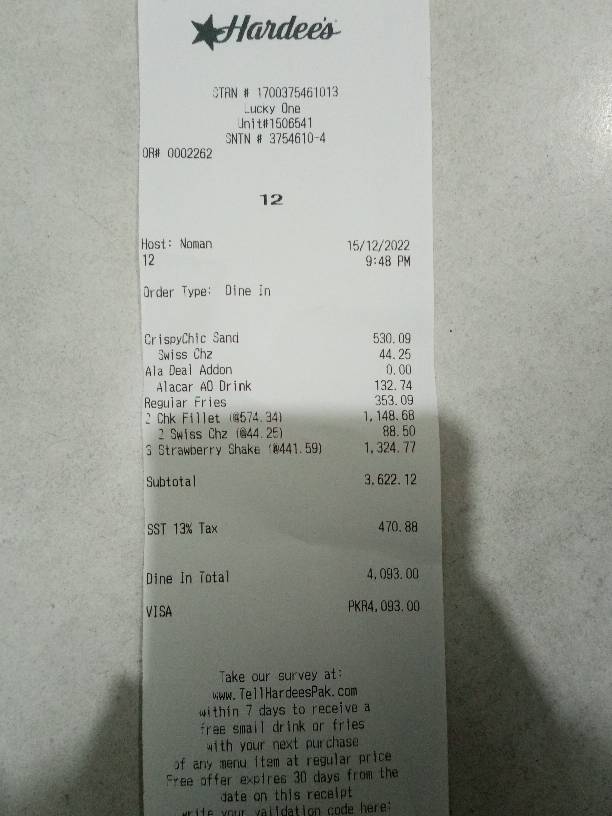 Hardee's
STRN # 1700375461013
Lucky One
Unit#1506541
SNTN # 3754610-4
OR# 0002262
12
Host: Noman 15/12/2022
12 9:48 PM
Order Type: Dine In
CrispyChic Sand 530.09
Swiss Chz 44.25
Ala Deal Addon 0.00
Alacar AO Drink 132.74
Regular Fries 353.09
2 Chk Fillet (@574.34) 1,148.68
2 Swiss Chz (@44.25) 88.50
3 Strawberry Shake (@441.59) 1,324.77
Subtotal 3,622.12
SST 13% Tax 470.88
Dine In Total 4,093.00
VISA PKR4,093.00
Take our survey at:
www.TellHardeesPak.com
within 7 days to receive a
free small drink or fries
with your next purchase
of any menu item at regular price
Free offer expires 30 days from the
date on this receipt
write your validation code here: